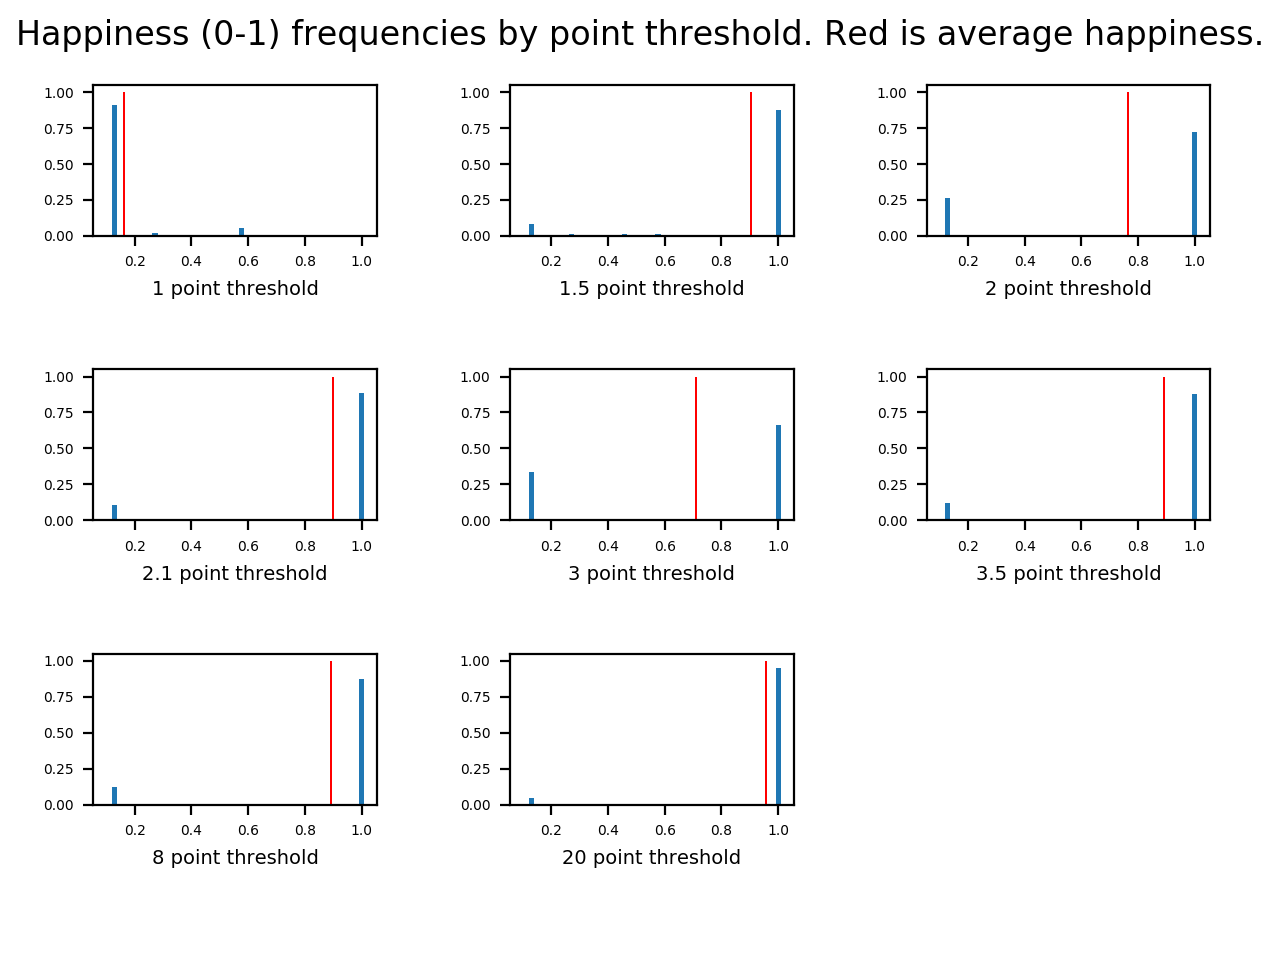 Happiness (0-1) frequencies by point threshold. Red is average happiness.
1.00 0.75 0.50 0.25 0.00
0.2 0.4 0.6 0.8 1.0
1 point threshold
1.00 0.75 0.50 0.25 0.00
0.2 0.4 0.6 0.8 1.0
1.5 point threshold
1.00 0.75 0.50 0.25 0.00
0.2 0.4 0.6 0.8 1.0
2 point threshold
1.00 0.75 0.50 0.25 0.00
0.2 0.4 0.6 0.8 1.0
2.1 point threshold
1.00 0.75 0.50 0.25 0.00
0.2 0.4 0.6 0.8 1.0
3 point threshold
1.00 0.75 0.50 0.25 0.00
0.2 0.4 0.6 0.8 1.0
3.5 point threshold
1.00 0.75 0.50 0.25 0.00
0.2 0.4 0.6 0.8 1.0
8 point threshold
1.00 0.75 0.50 0.25 0.00
0.2 0.4 0.6 0.8 1.0
20 point threshold